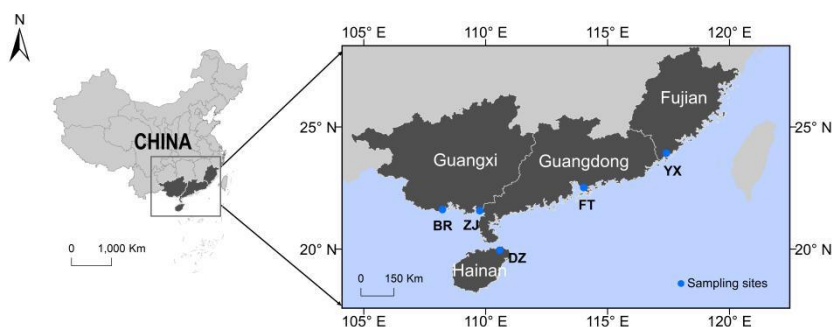 N
CHINA
0 1,000 Km
105° E 110° E 115° E 120° E
25° N
20° N
25° N
20° N
Fujian
Guangxi
Guangdong
YX
FT
BR
ZJ
DZ
Hainan
0 150 Km
Sampling sites
105° E 110° E 115° E 120° E